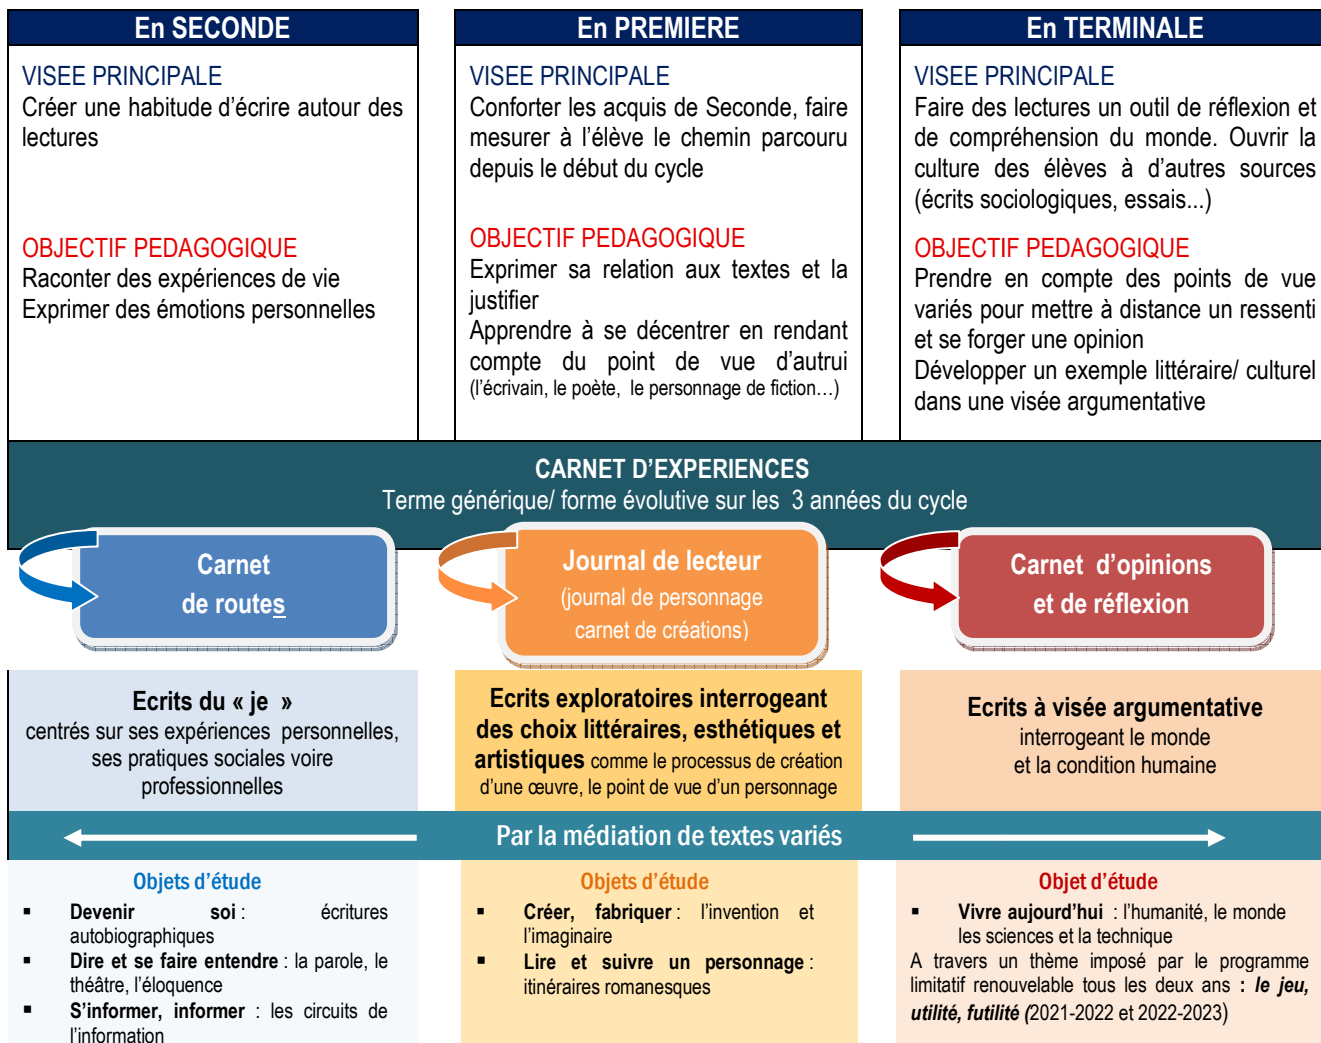 En SECONDE
VISEE PRINCIPALE
Créer une habitude d'écrire autour des
lectures
OBJECTIF PEDAGOGIQUE
Raconter des expériences de vie
Exprimer des émotions personnelles
En PREMIERE
VISEE PRINCIPALE
Conforter les acquis de Seconde, faire
mesurer à l'élève le chemin parcouru
depuis le début du cycle
OBJECTIF PEDAGOGIQUE
Exprimer sa relation aux textes et la
justifier
Apprendre à se décentrer en rendant
compte du point de vue d'autrui
(l'écrivain, le poète, le personnage de fiction…)
En TERMINALE
VISEE PRINCIPALE
Faire des lectures un outil de réflexion et
de compréhension du monde. Ouvrir la
culture des élèves à d'autres sources
(écrits sociologiques, essais...)
OBJECTIF PEDAGOGIQUE
Prendre en compte des points de vue
variés pour mettre à distance un ressenti
et se forger une opinion
Développer un exemple littéraire/ culturel
dans une visée argumentative
CARNET D'EXPERIENCES
Terme générique/ forme évolutive sur les 3 années du cycle
Carnet
de routes
Journal de lecteur
(journal de personnage
carnet de créations)
Carnet d'opinions
et de réflexion
Ecrits du « je »
centrés sur ses expériences personnelles,
ses pratiques sociales voire
professionnelles
Ecrits exploratoires interrogeant
des choix littéraires, esthétiques et
artistiques comme le processus de création
d'une œuvre, le point de vue d'un personnage
Ecrits à visée argumentative
interrogeant le monde
et la condition humaine
Par la médiation de textes variés
Objets d'étude
▪ Devenir soi : écritures
autobiographiques
▪ Dire et se faire entendre : la parole, le
théâtre, l'éloquence
▪ S'informer, informer : les circuits de
l'information
Objets d'étude
▪ Créer, fabriquer : l'invention et
l'imaginaire
▪ Lire et suivre un personnage :
itinéraires romanesques
Objet d'étude
▪ Vivre aujourd'hui : l'humanité, le monde
les sciences et la technique
A travers un thème imposé par le programme
limitatif renouvelable tous les deux ans : le jeu,
utilité, futilité (2021-2022 et 2022-2023)